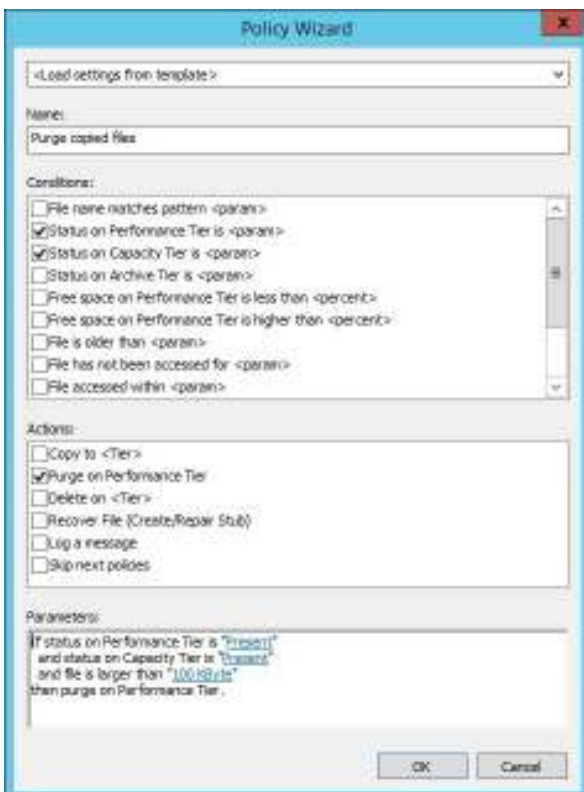 Policy Wizard
x
<Load settings from template>
Name:
Purge copied files
Conditions:
File name matches pattern <param>
Status on Performance Tier is <param>
Status on Capacity Tier is <param>
Status on Archive Tier is <param>
Free space on Performance Tier is less than <percent>
Free space on Performance Tier is higher than <percent>
File is older than <param>
File has not been accessed for <param>
File accessed within <param>
Actions:
Copy to <Tier>
Purge on Performance Tier
Delete on <Tier>
Recover File (Create/Repair Stub)
Log a message
Skip next policies
Parameters:
If status on Performance Tier is "Present"
and status on Capacity Tier is "Present"
and file is larger than "100 KByte"
then purge on Performance Tier.
OK Cancel